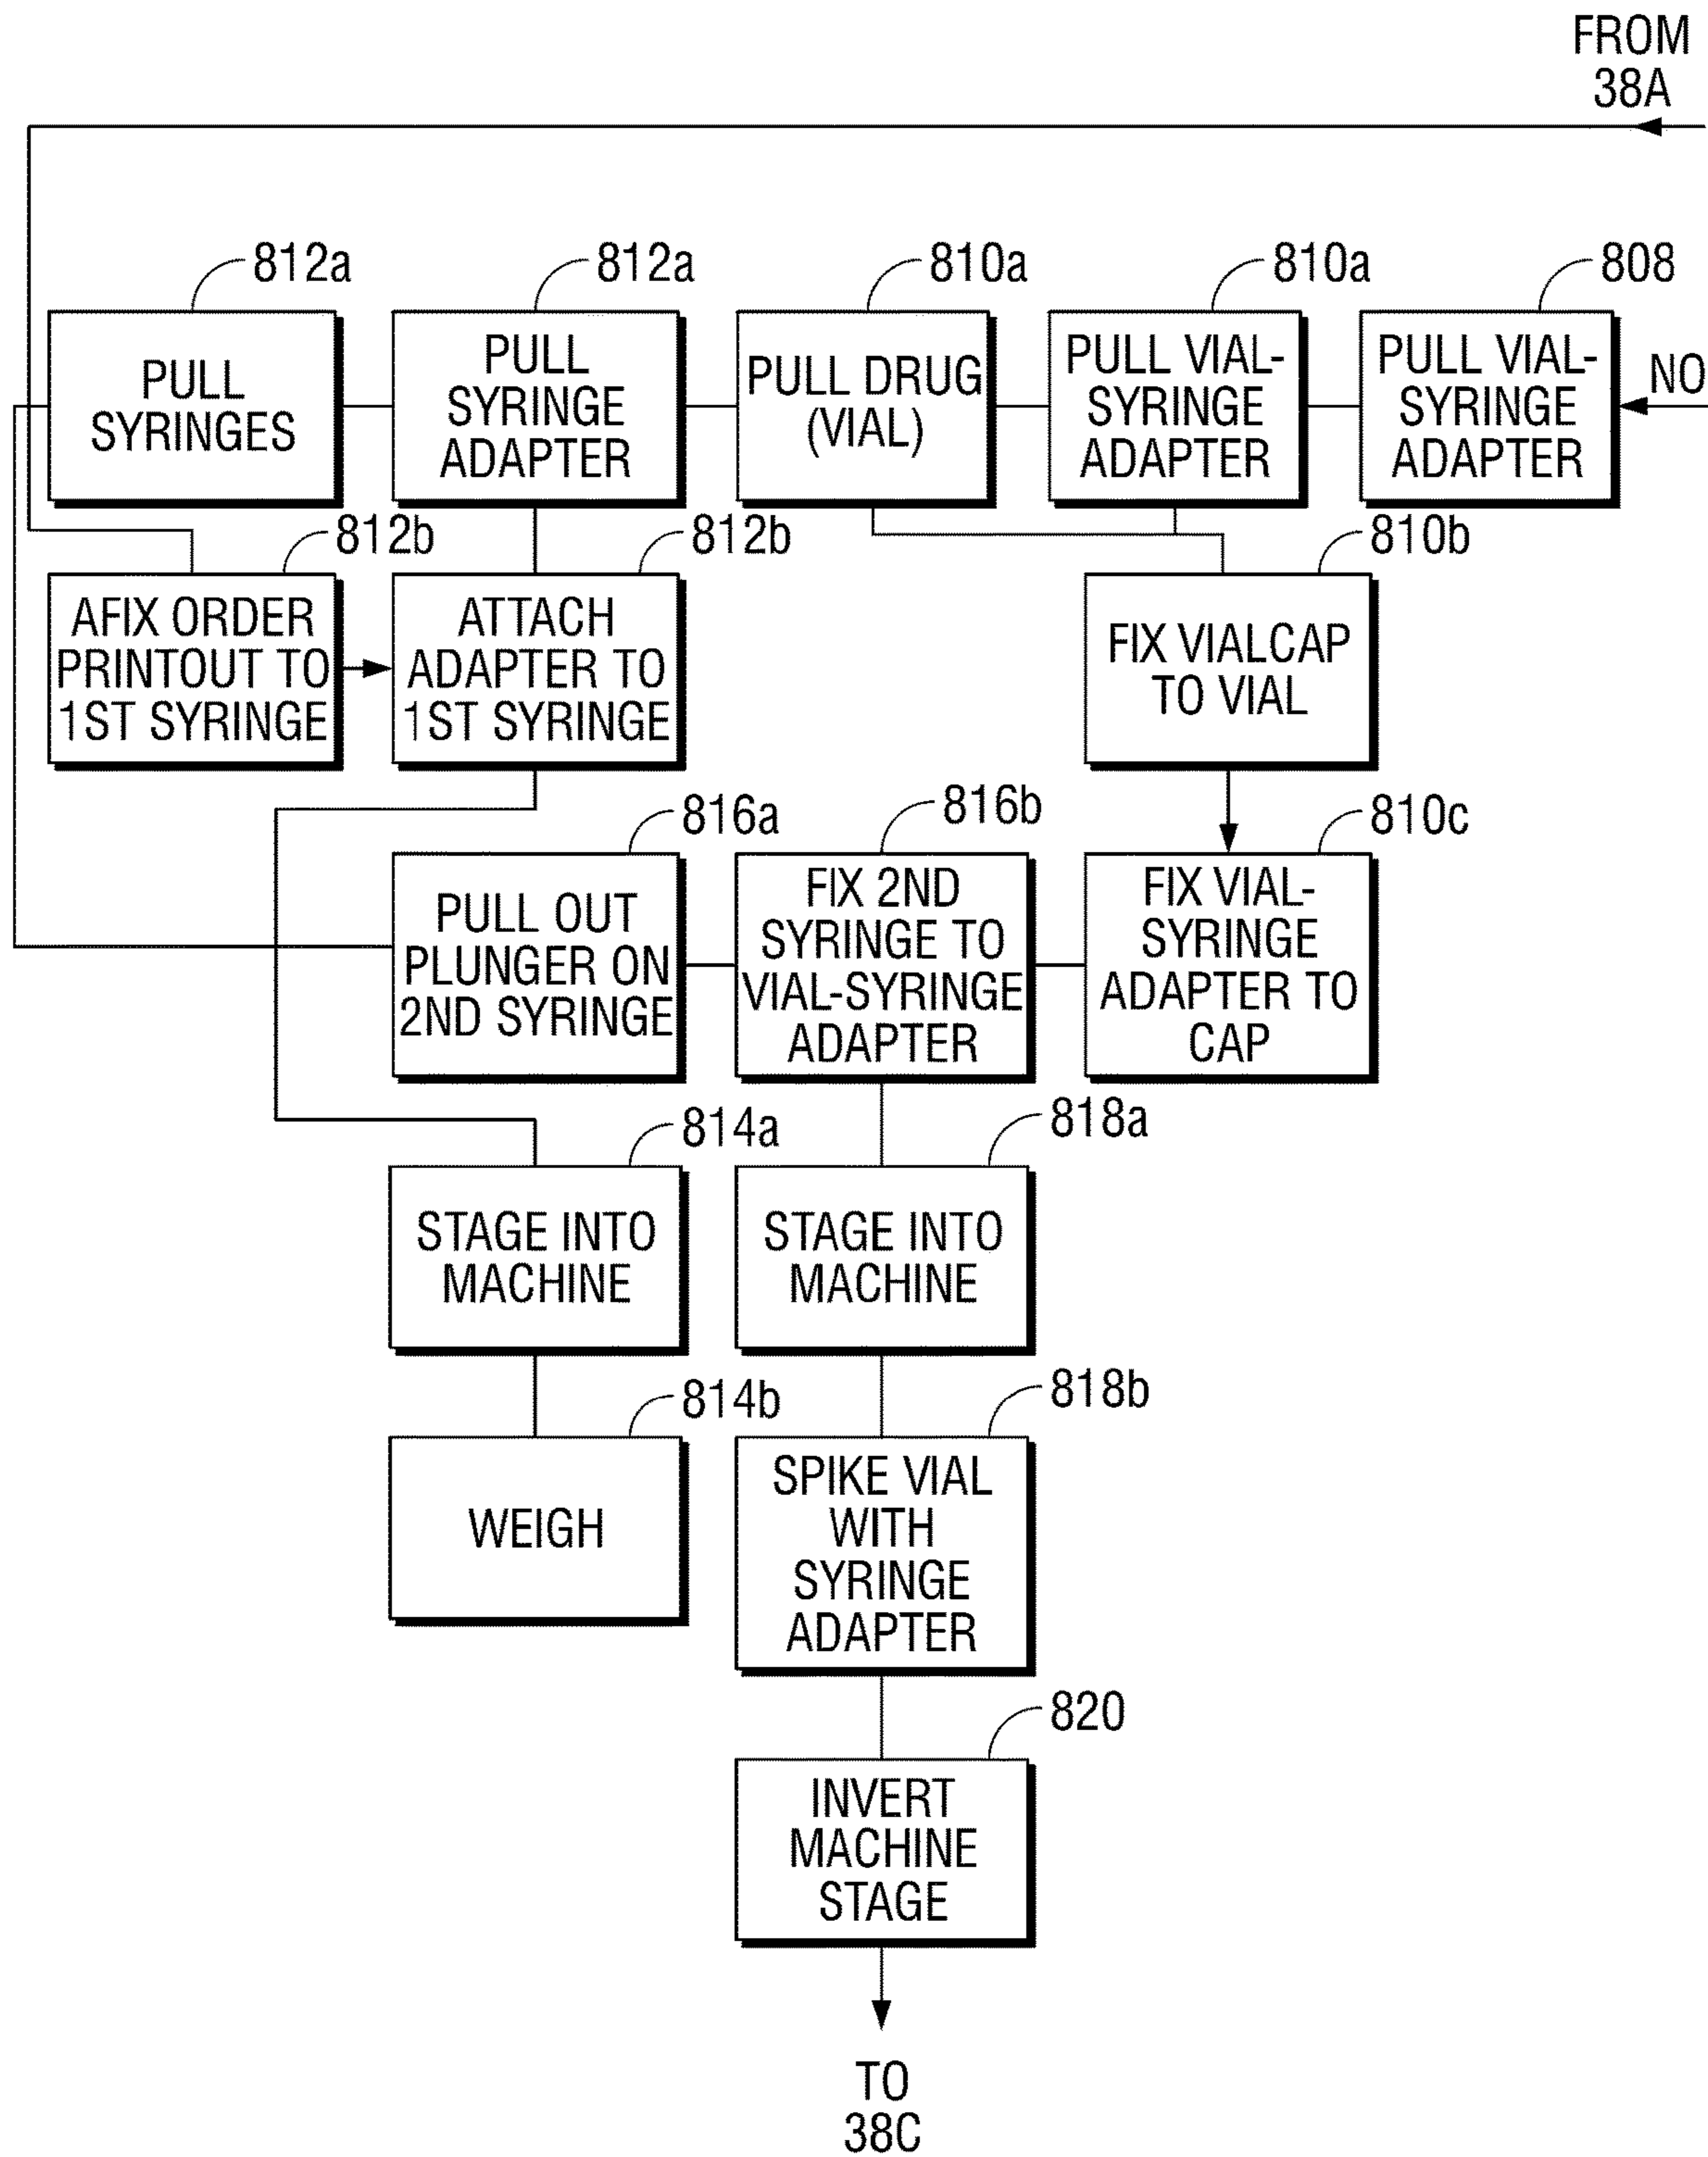 FROM
38A
812a
812a
810a
810a
808
PULL
SYRINGES
PULL
SYRINGE
ADAPTER
PULL DRUG
(VIAL)
PULL VIAL-
SYRINGE
ADAPTER
PULL VIAL-
SYRINGE
ADAPTER
NO
812b
812b
810b
AFIX ORDER
PRINTOUT TO
1ST SYRINGE
ATTACH
ADAPTER TO
1ST SYRINGE
FIX VIALCAP
TO VIAL
816a
816b
810c
PULL OUT
PLUNGER ON
2ND SYRINGE
FIX 2ND
SYRINGE TO
VIAL-SYRINGE
ADAPTER
FIX VIAL-
SYRINGE
ADAPTER TO
CAP
814a
818a
STAGE INTO
MACHINE
STAGE INTO
MACHINE
814b
818b
WEIGH
SPIKE VIAL
WITH
SYRINGE
ADAPTER
820
INVERT
MACHINE
STAGE
TO
38C